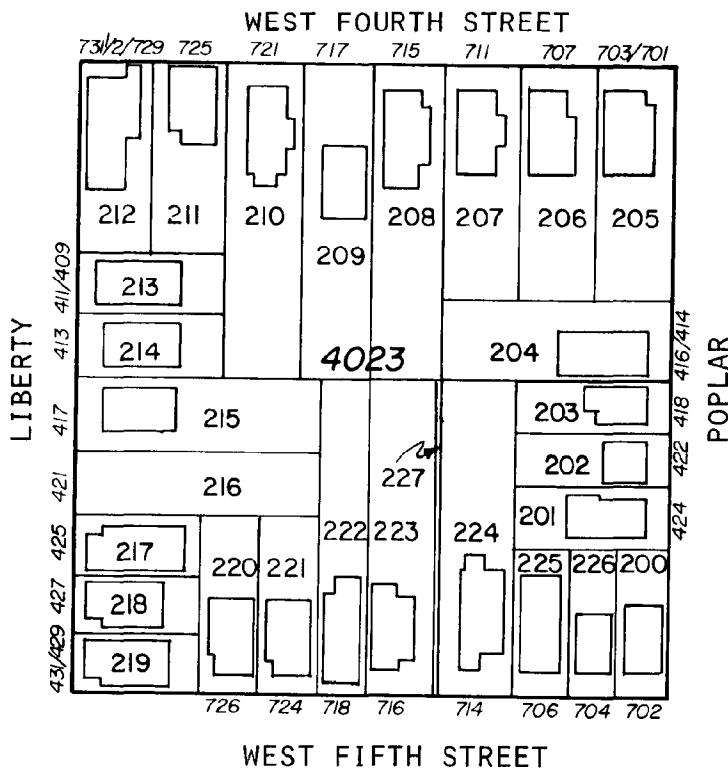 WEST FOURTH STREET
731½/729 725 721 717 715 711 707 703/701
212 211 210 209 208 207 206 205
411/409 213
413 214 4023 204 416/414
LIBERTY POPLAR
417 215 203 418
421 216 227 202 422
425 217 220 221 222 223 224 201 424
427 218 225 226 200
431/429 219
726 724 718 716 714 706 704 702
WEST FIFTH STREET